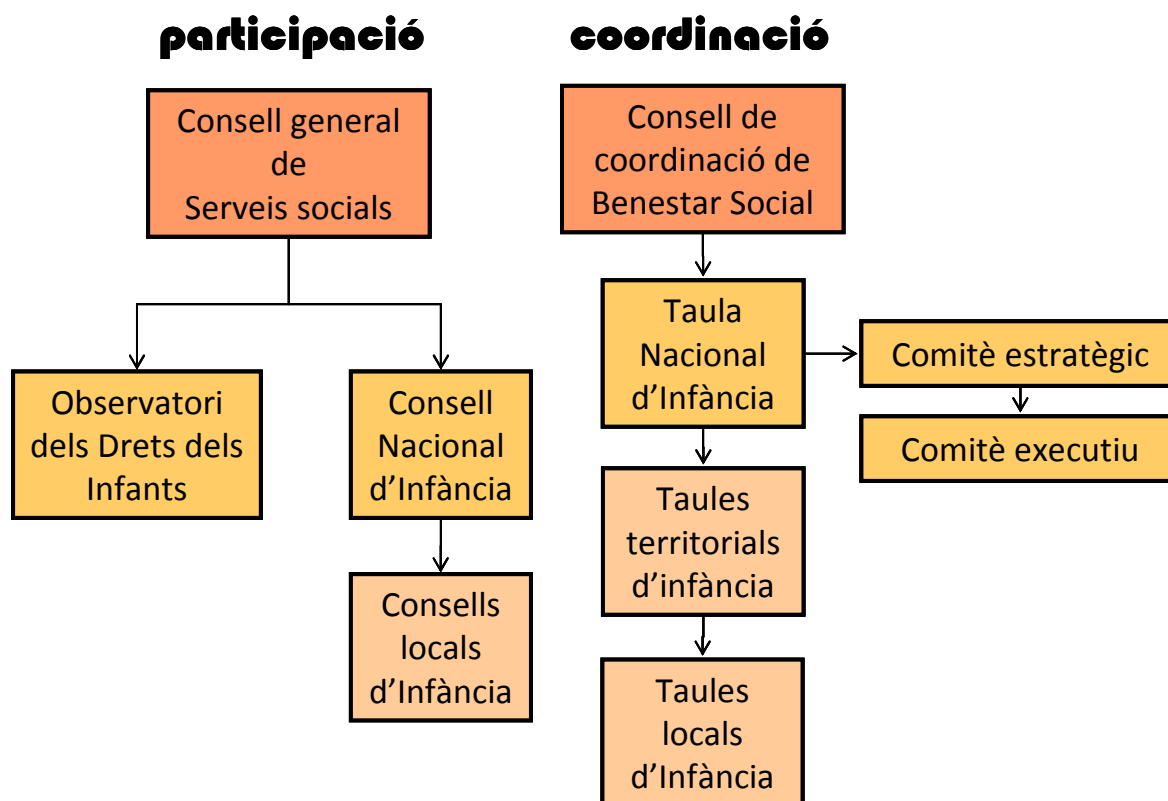 participació
coordinació
Consell general
de
Serveis socials
Consell de
coordinació de
Benestar Social
Observatori
dels Drets dels
Infants
Consell
Nacional
d’Infància
Consells
locals
d’Infància
Taula
Nacional
d’Infància
Comitè estratègic
Comitè executiu
Taules
territorials
d’infància
Taules
locals
d’Infància